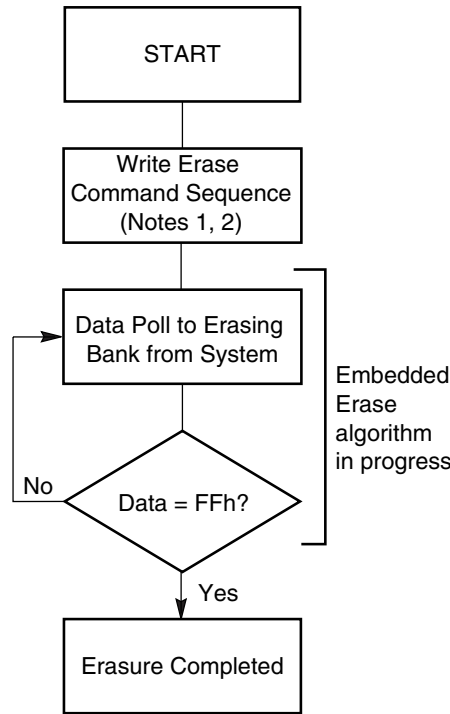 START
Write Erase
Command Sequence
(Notes 1, 2)
Data Poll to Erasing
Bank from System
Embedded
Erase
algorithm
in progress
No
Data = FFh?
Yes
Erasure Completed